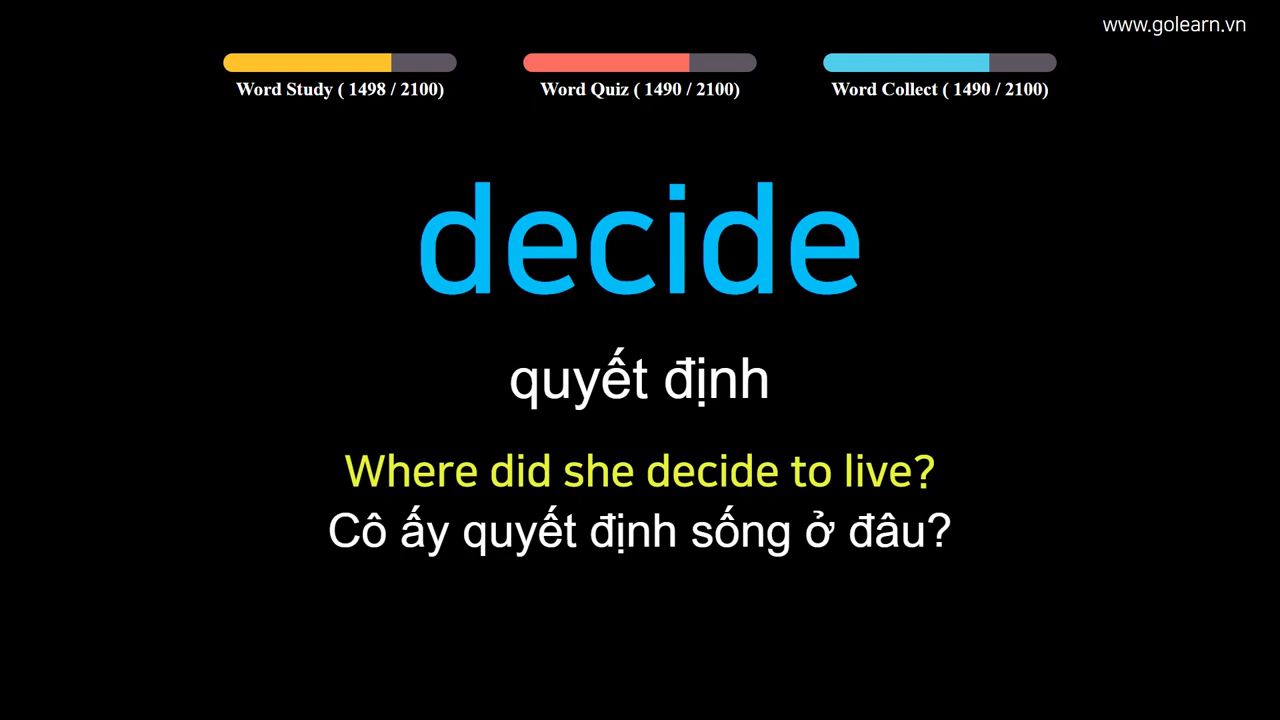 www.golearn.vn
Word Study ( 1498 / 2100)
Word Quiz ( 1490 / 2100)
Word Collect ( 1490 / 2100)
decide
quyết định
Where did she decide to live?
Cô ấy quyết định sống ở đâu?